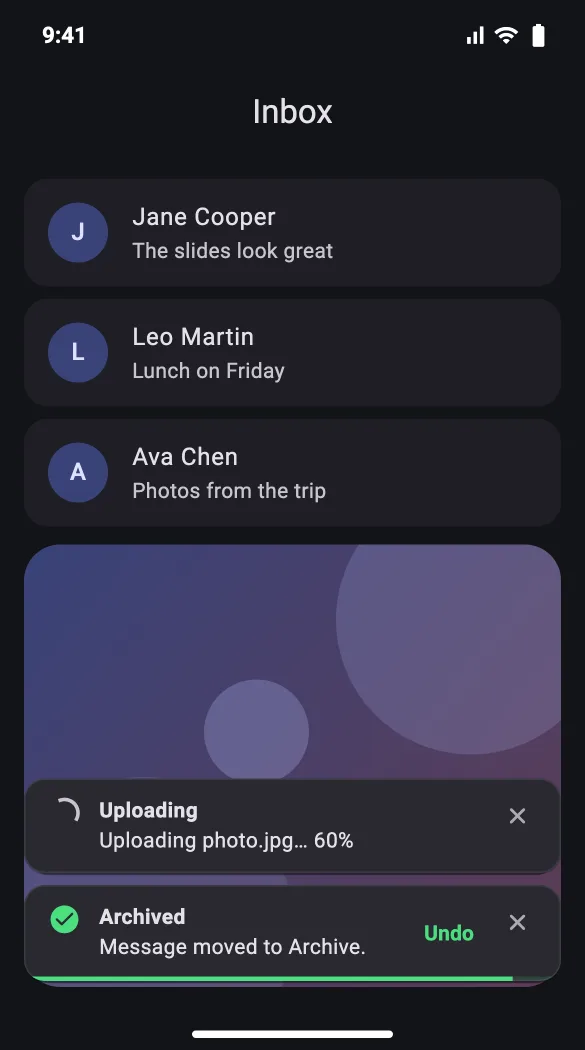 9:41
Inbox
J
Jane Cooper
The slides look great
L
Leo Martin
Lunch on Friday
A
Ava Chen
Photos from the trip
Uploading
Uploading photo.jpg… 60%
Archived
Message moved to Archive.
Undo